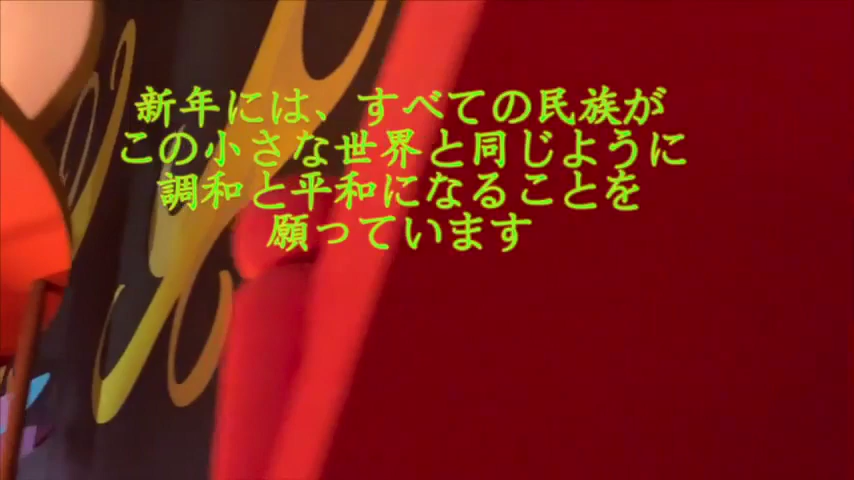 新年には、すべての民族が
この小さな世界と同じように
調和と平和になることを
願っています